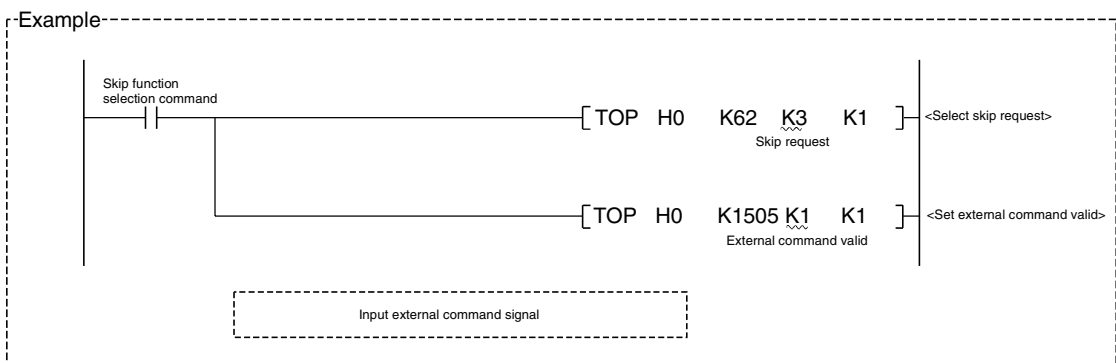 Example
Skip function
selection command
TOP H0 K62 K3 K1
<Select skip request>
Skip request
TOP H0 K1505 K1 K1
<Set external command valid>
External command valid
Input external command signal